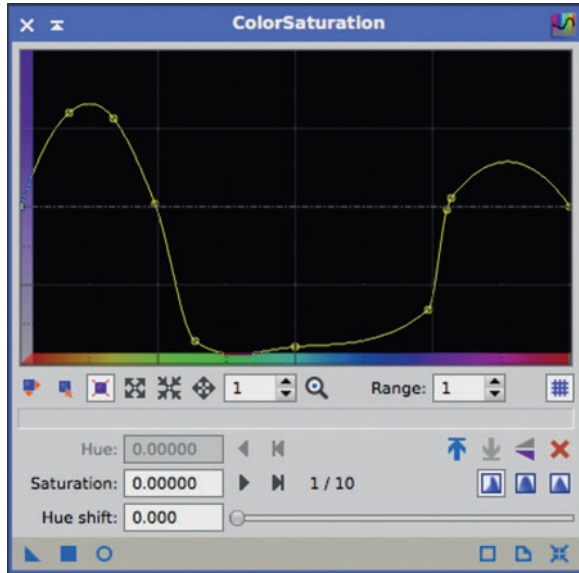 ColorSaturation
1 Range: 1
Hue: 0.00000
Saturation: 0.00000 1 / 10
Hue shift: 0.000